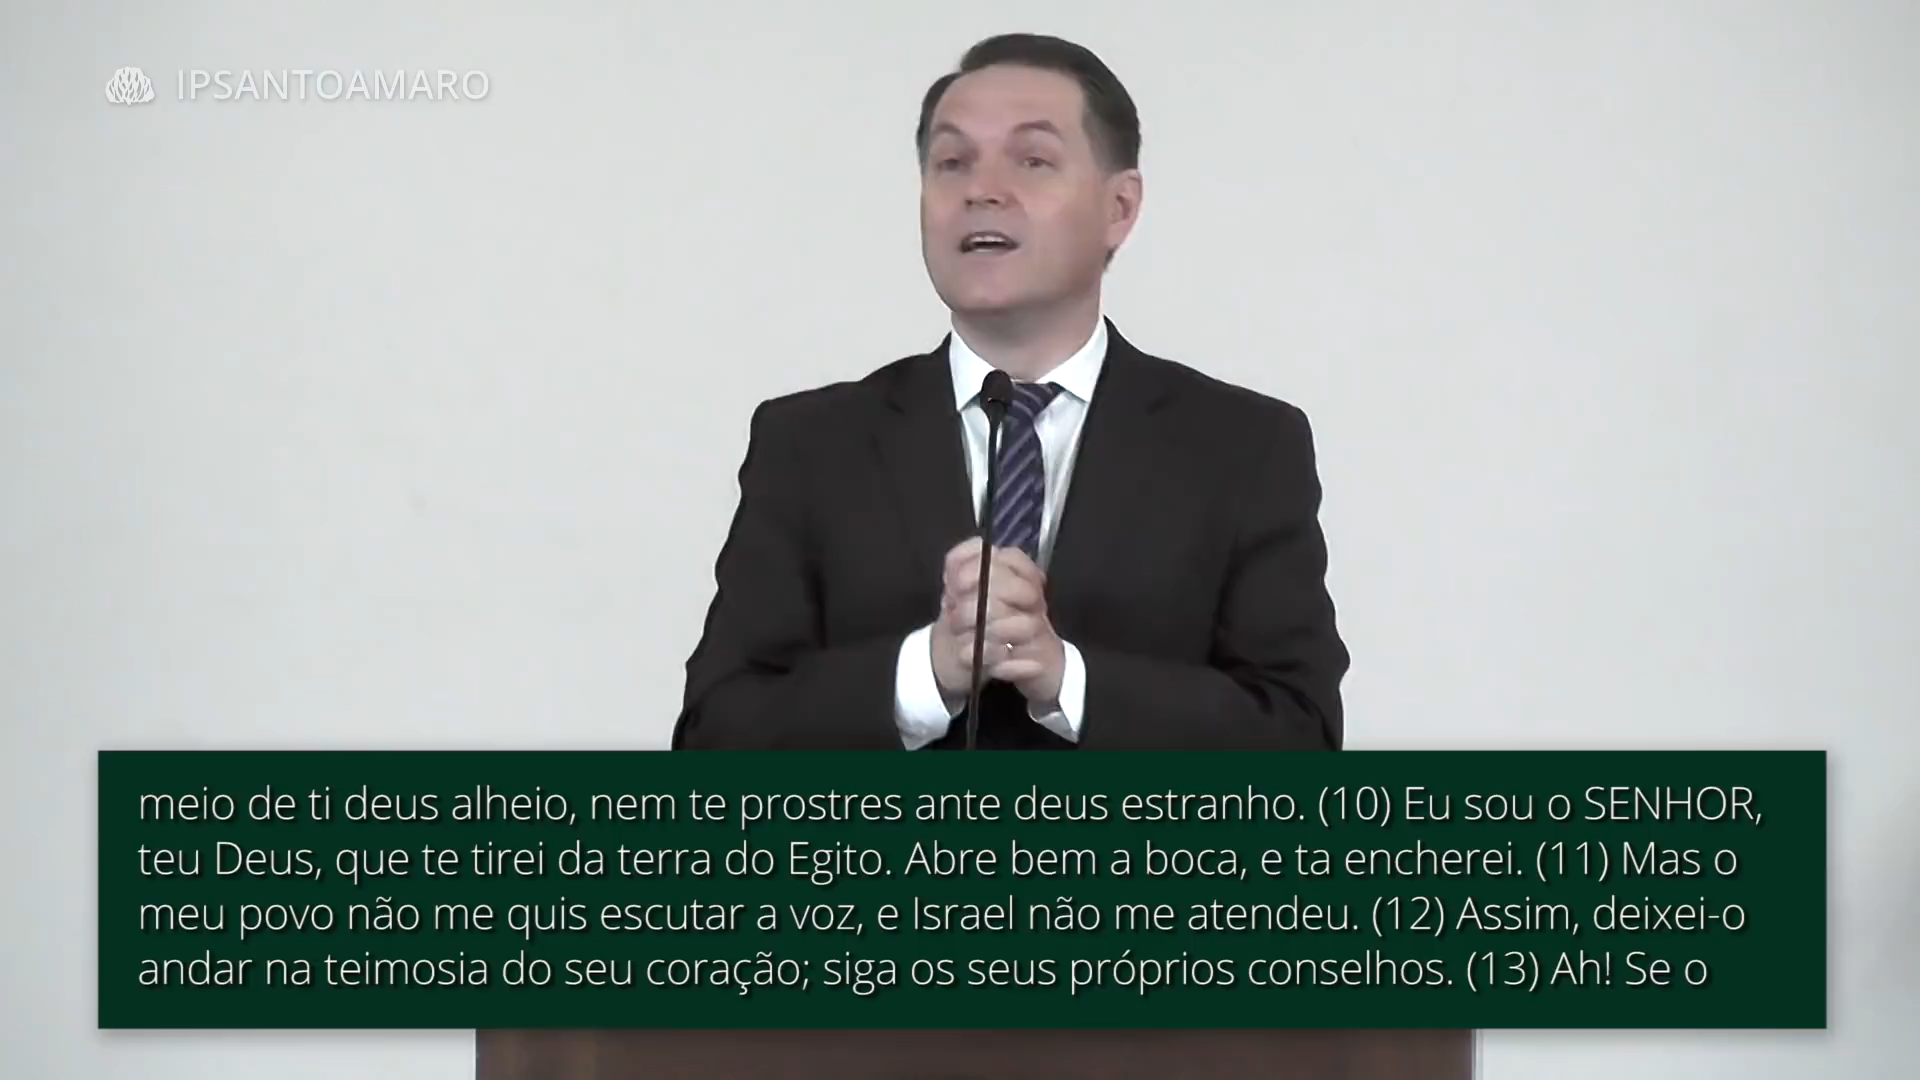 IPSANTOAMARO
meio de ti deus alheio, nem te prostres ante deus estranho. (10) Eu sou o SENHOR,
teu Deus, que te tirei da terra do Egito. Abre bem a boca, e ta encherei. (11) Mas o
meu povo não me quis escutar a voz, e Israel não me atendeu. (12) Assim, deixei-o
andar na teimosia do seu coração; siga os seus próprios conselhos. (13) Ah! Se o